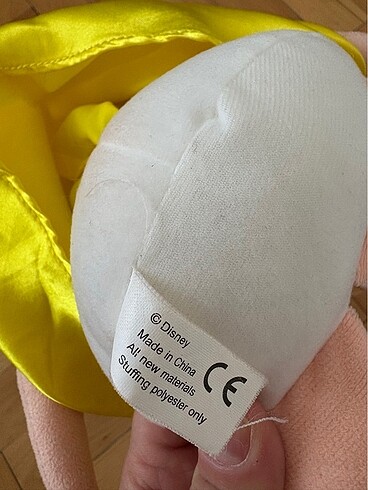 © Disney
Made in China
All: new materials
Stuffing polyester only
CE